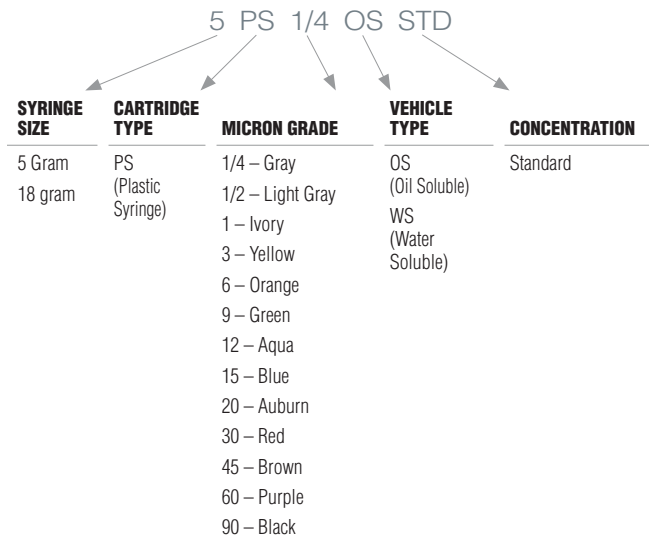 5 PS 1/4 OS STD
SYRINGE
SIZE
5 Gram
18 gram
CARTRIDGE
TYPE
PS
(Plastic
Syringe)
MICRON GRADE
1/4 – Gray
1/2 – Light Gray
1 – Ivory
3 – Yellow
6 – Orange
9 – Green
12 – Aqua
15 – Blue
20 – Auburn
30 – Red
45 – Brown
60 – Purple
90 – Black
VEHICLE
TYPE
OS
(Oil Soluble)
WS
(Water
Soluble)
CONCENTRATION
Standard